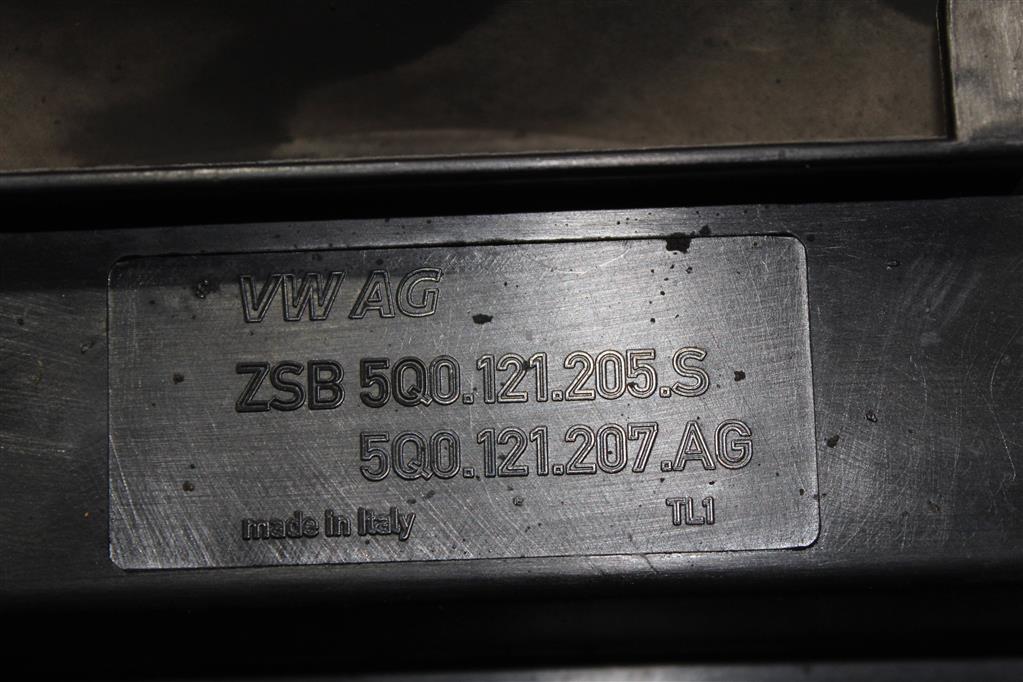 VW AG
ZSB 5Q0.121.205.S
5Q0.121.207.AG
made in Italy TL1